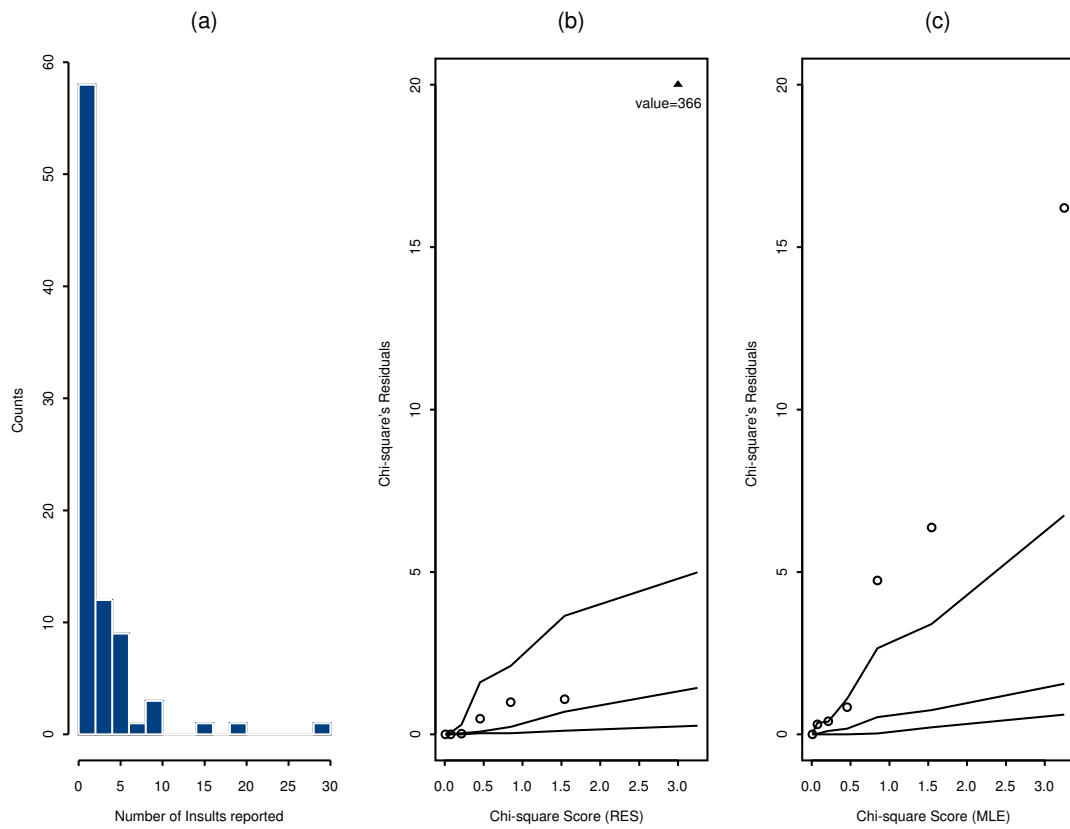 (a)
60
50
40
30
20
10
0
Counts
0 5 10 15 20 25 30
Number of Insults reported
(b)
20
15
10
5
0
Chi-square's Residuals
value=366
0.0 0.5 1.0 1.5 2.0 2.5 3.0
Chi-square Score (RES)
(c)
20
15
10
5
0
Chi-square's Residuals
0.0 0.5 1.0 1.5 2.0 2.5 3.0
Chi-square Score (MLE)